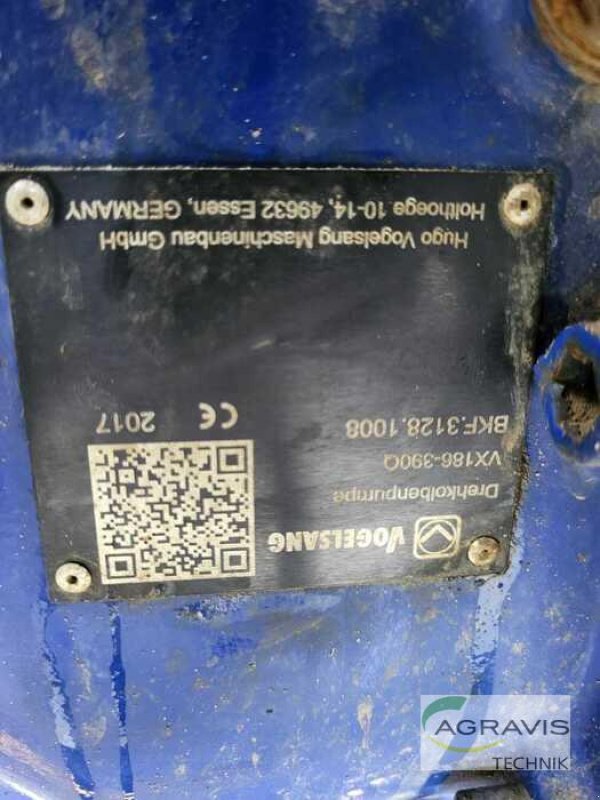 VOGELSANG
Drehkolbenpumpe
VX186-390Q
BKF.3128.1008
CE 2017
Hugo Vogelsang Maschinenbau GmbH
Holthoege 10-14, 49632 Essen, GERMANY
AGRAVIS
TECHNIK